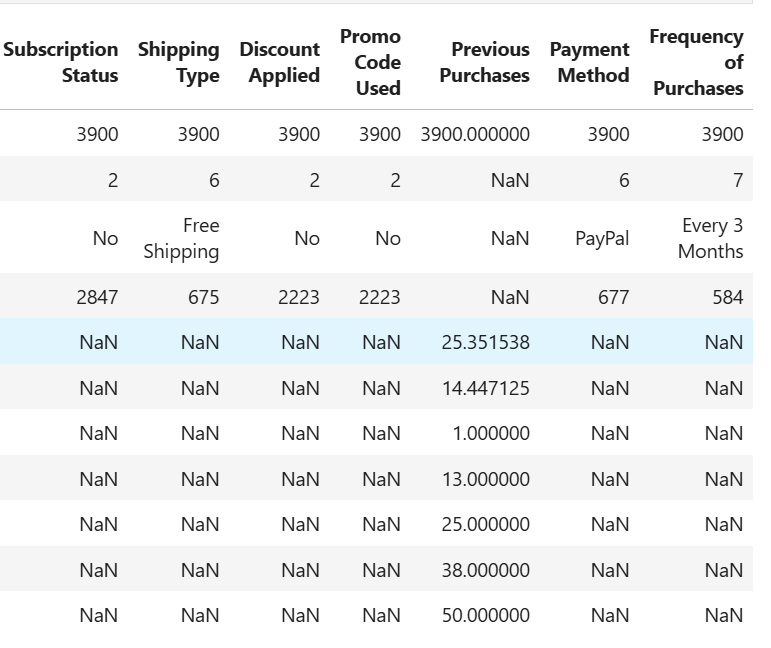 Subscription Status Shipping Type Discount Applied Promo Code Used Previous Purchases Payment Method Frequency of Purchases
3900 3900 3900 3900 3900.000000 3900 3900
2 6 2 2 NaN 6 7
No Free Shipping No No NaN PayPal Every 3 Months
2847 675 2223 2223 NaN 677 584
NaN NaN NaN NaN 25.351538 NaN NaN
NaN NaN NaN NaN 14.447125 NaN NaN
NaN NaN NaN NaN 1.000000 NaN NaN
NaN NaN NaN NaN 13.000000 NaN NaN
NaN NaN NaN NaN 25.000000 NaN NaN
NaN NaN NaN NaN 38.000000 NaN NaN
NaN NaN NaN NaN 50.000000 NaN NaN